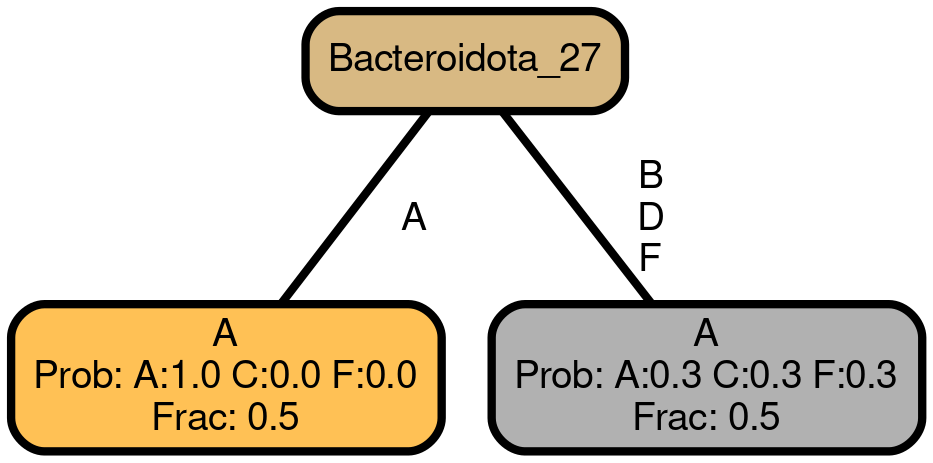 Bacteroidota_27
A
B
D
F
A
Prob: A:1.0 C:0.0 F:0.0
Frac: 0.5
A
Prob: A:0.3 C:0.3 F:0.3
Frac: 0.5